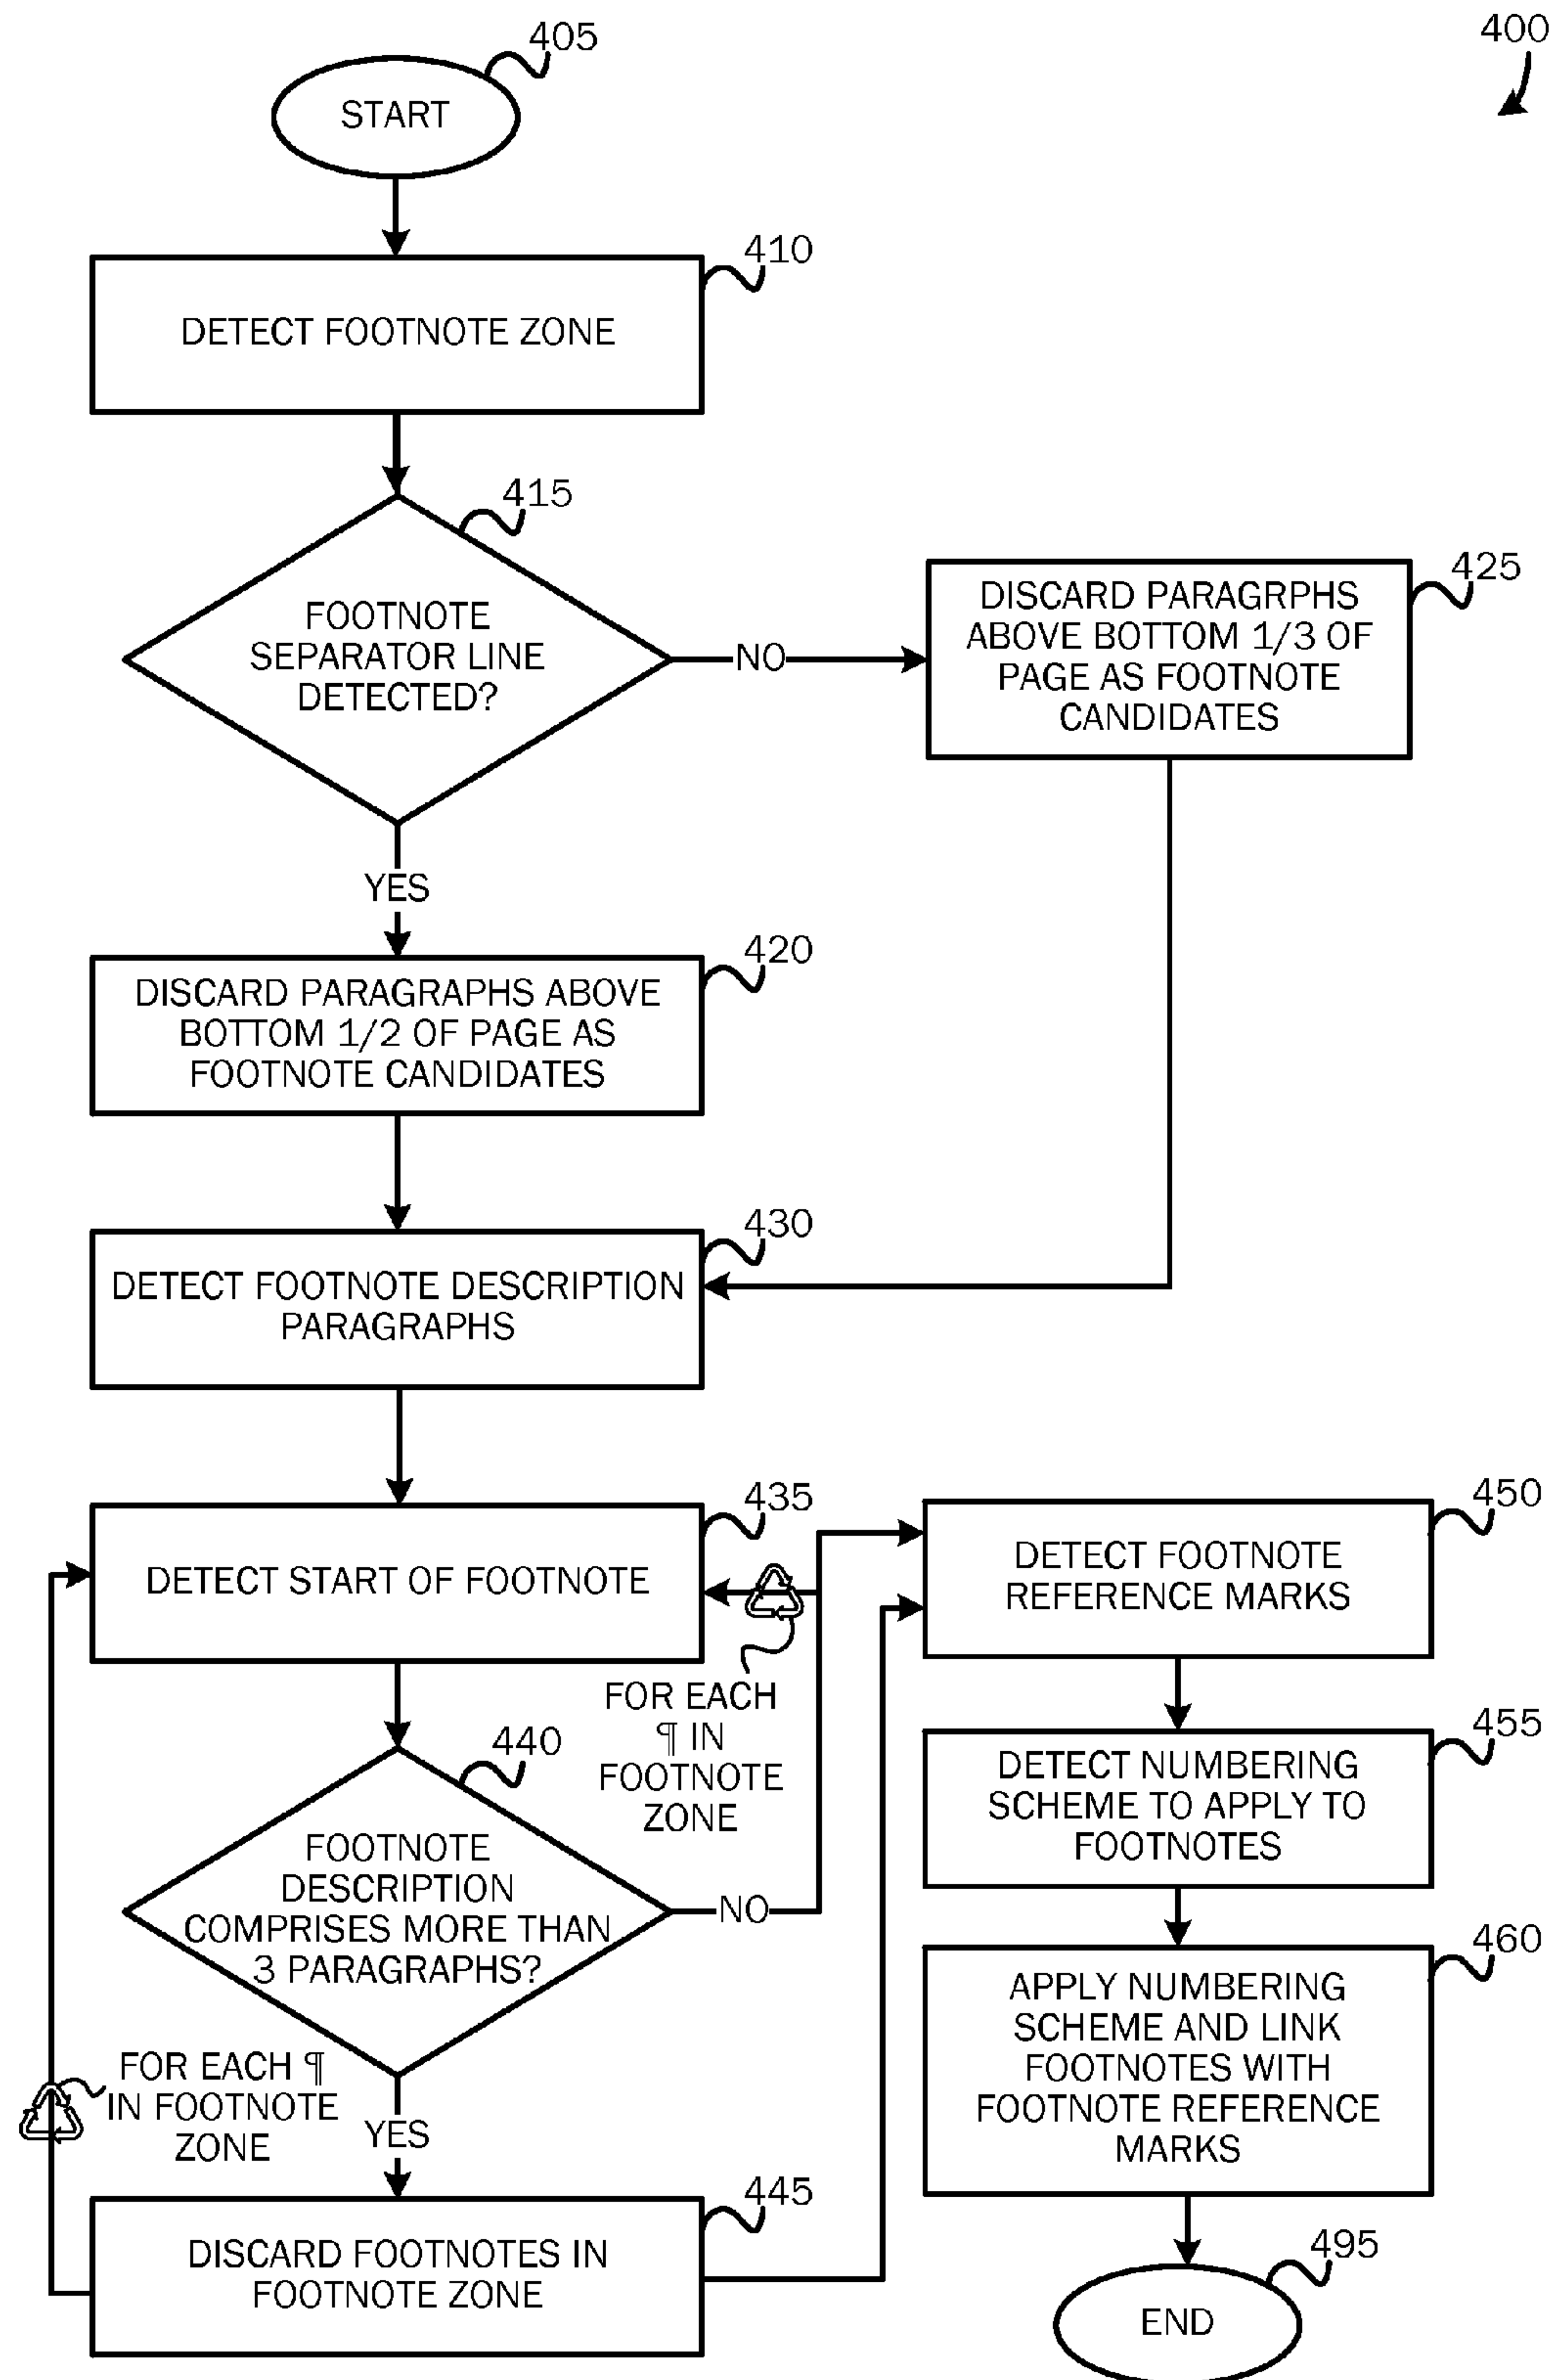 400
405
START
410
DETECT FOOTNOTE ZONE
415
FOOTNOTE
SEPARATOR LINE
DETECTED?
NO
425
DISCARD PARAGRPHS
ABOVE BOTTOM 1/3 OF
PAGE AS FOOTNOTE
CANDIDATES
YES
420
DISCARD PARAGRAPHS ABOVE
BOTTOM 1/2 OF PAGE AS
FOOTNOTE CANDIDATES
430
DETECT FOOTNOTE DESCRIPTION
PARAGRAPHS
435
DETECT START OF FOOTNOTE
FOR EACH
¶ IN
FOOTNOTE
ZONE
440
FOOTNOTE
DESCRIPTION
COMPRISES MORE THAN
3 PARAGRAPHS?
NO
YES
FOR EACH ¶
IN FOOTNOTE
ZONE
445
DISCARD FOOTNOTES IN
FOOTNOTE ZONE
450
DETECT FOOTNOTE
REFERENCE MARKS
455
DETECT NUMBERING
SCHEME TO APPLY TO
FOOTNOTES
460
APPLY NUMBERING
SCHEME AND LINK
FOOTNOTES WITH
FOOTNOTE REFERENCE
MARKS
495
END